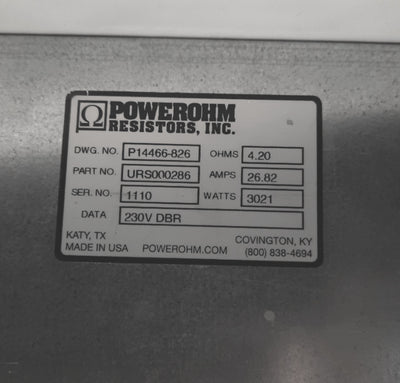 Ω POWEROHM
RESISTORS, INC.
DWG. NO. P14466-826 OHMS 4.20
PART NO. URS000286 AMPS 26.82
SER. NO. 1110 WATTS 3021
DATA 230V DBR
KATY, TX COVINGTON, KY
MADE IN USA POWEROHM.COM (800) 838-4694